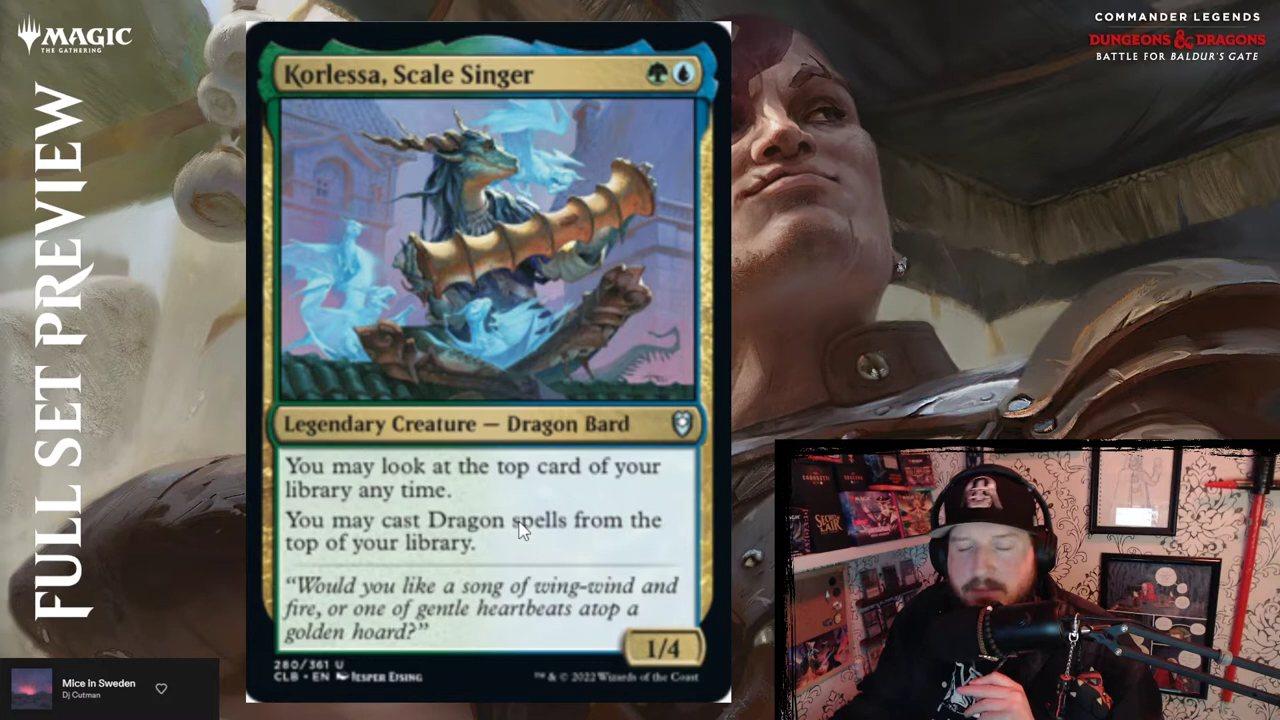 MAGIC
THE GATHERING
FULL SET PREVIEW
COMMANDER LEGENDS
DUNGEONS & DRAGONS
BATTLE FOR BALDUR'S GATE
Korlessa, Scale Singer
Legendary Creature — Dragon Bard
You may look at the top card of your
library any time.
You may cast Dragon spells from the
top of your library.
“Would you like a song of wing-wind and
fire, or one of gentle heartbeats atop a
golden hoard?”
1/4
280/361 U
CLB • EN JESPER EJSING
™ & © 2022 Wizards of the Coast
Mice in Sweden
Dj Cutman
SECRET
LAIR